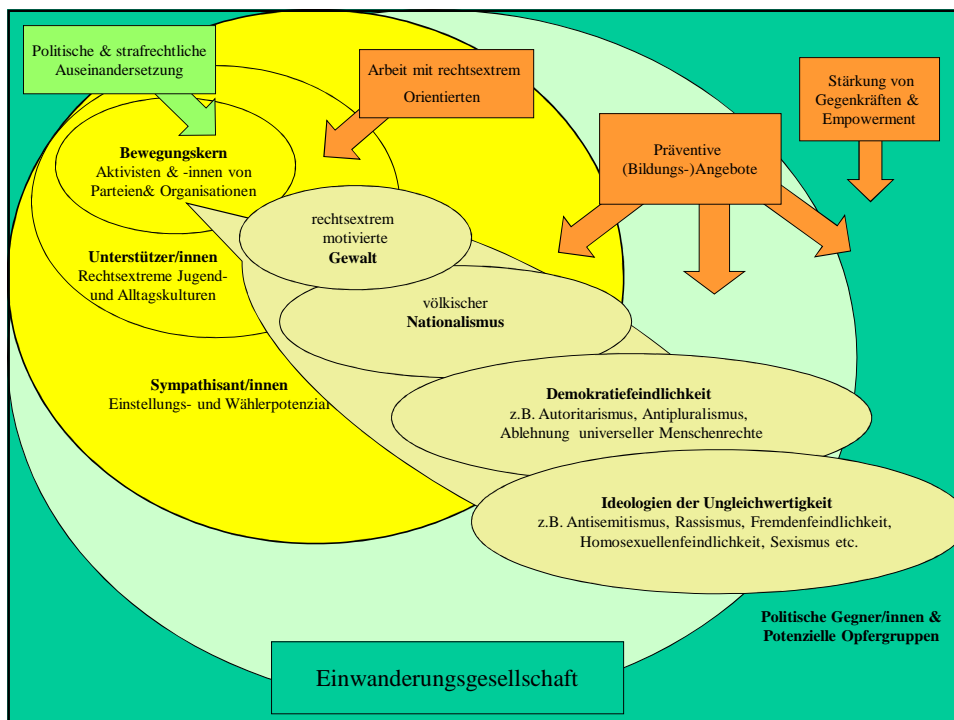 Politische & strafrechtliche
Auseinandersetzung
Arbeit mit rechtsextrem
Orientierten
Stärkung von
Gegenkräften &
Empowerment
Präventive
(Bildungs-)Angebote
Bewegungskern
Aktivisten & -innen von
Parteien& Organisationen
rechtsextrem
motivierte
Gewalt
Unterstützer/innen
Rechtsextreme Jugend-
und Alltagskulturen
völkischer
Nationalismus
Sympathisant/innen
Einstellungs- und Wählerpotenzial
Demokratiefeindlichkeit
z.B. Autoritarismus, Antipluralismus,
Ablehnung universeller Menschenrechte
Ideologien der Ungleichwertigkeit
z.B. Antisemitismus, Rassismus, Fremdenfeindlichkeit,
Homosexuellenfeindlichkeit, Sexismus etc.
Politische Gegner/innen &
Potenzielle Opfergruppen
Einwanderungsgesellschaft